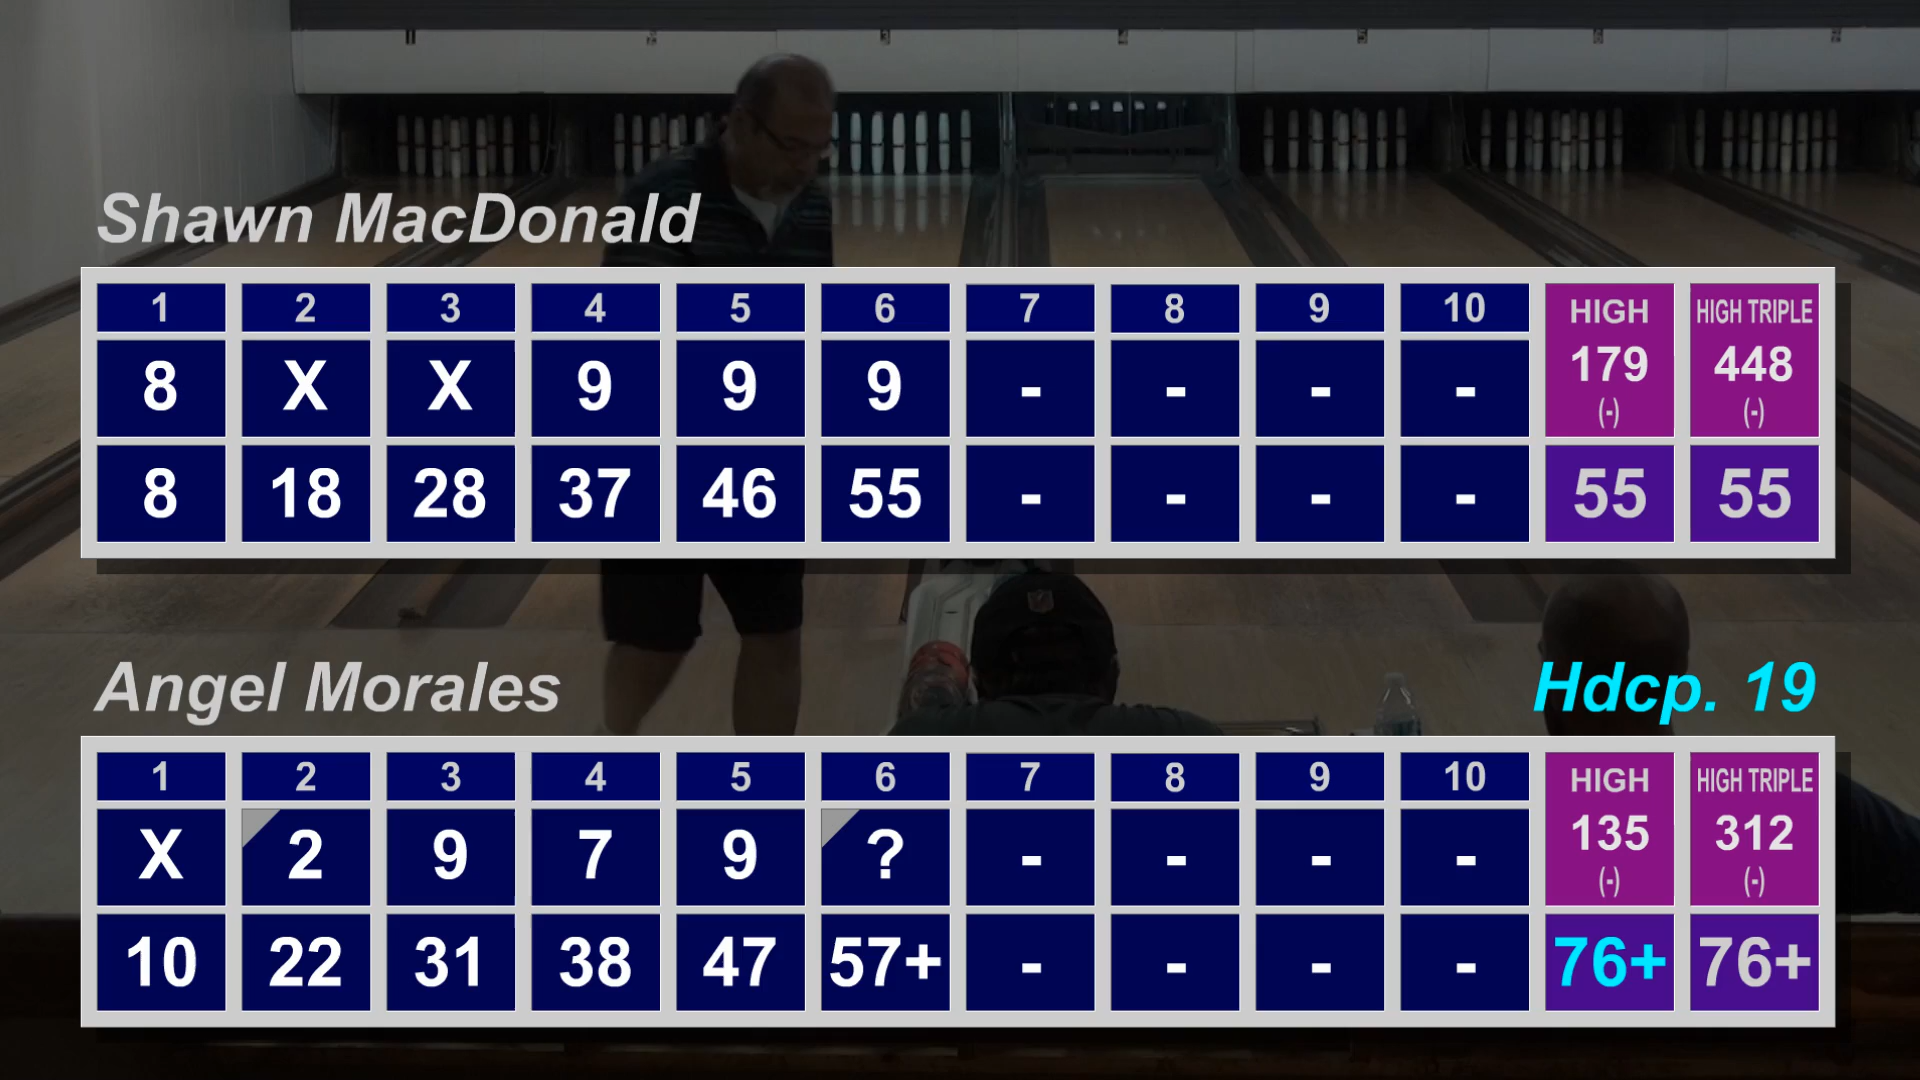 Shawn MacDonald
1 2 3 4 5 6 7 8 9 10 HIGH HIGH TRIPLE
8 X X 9 9 9 - - - - 179 448
(-) (-)
8 18 28 37 46 55 - - - - 55 55
Angel Morales Hdcp. 19
1 2 3 4 5 6 7 8 9 10 HIGH HIGH TRIPLE
X 2 9 7 9 ? - - - - 135 312
(-) (-)
10 22 31 38 47 57+ - - - - 76+ 76+